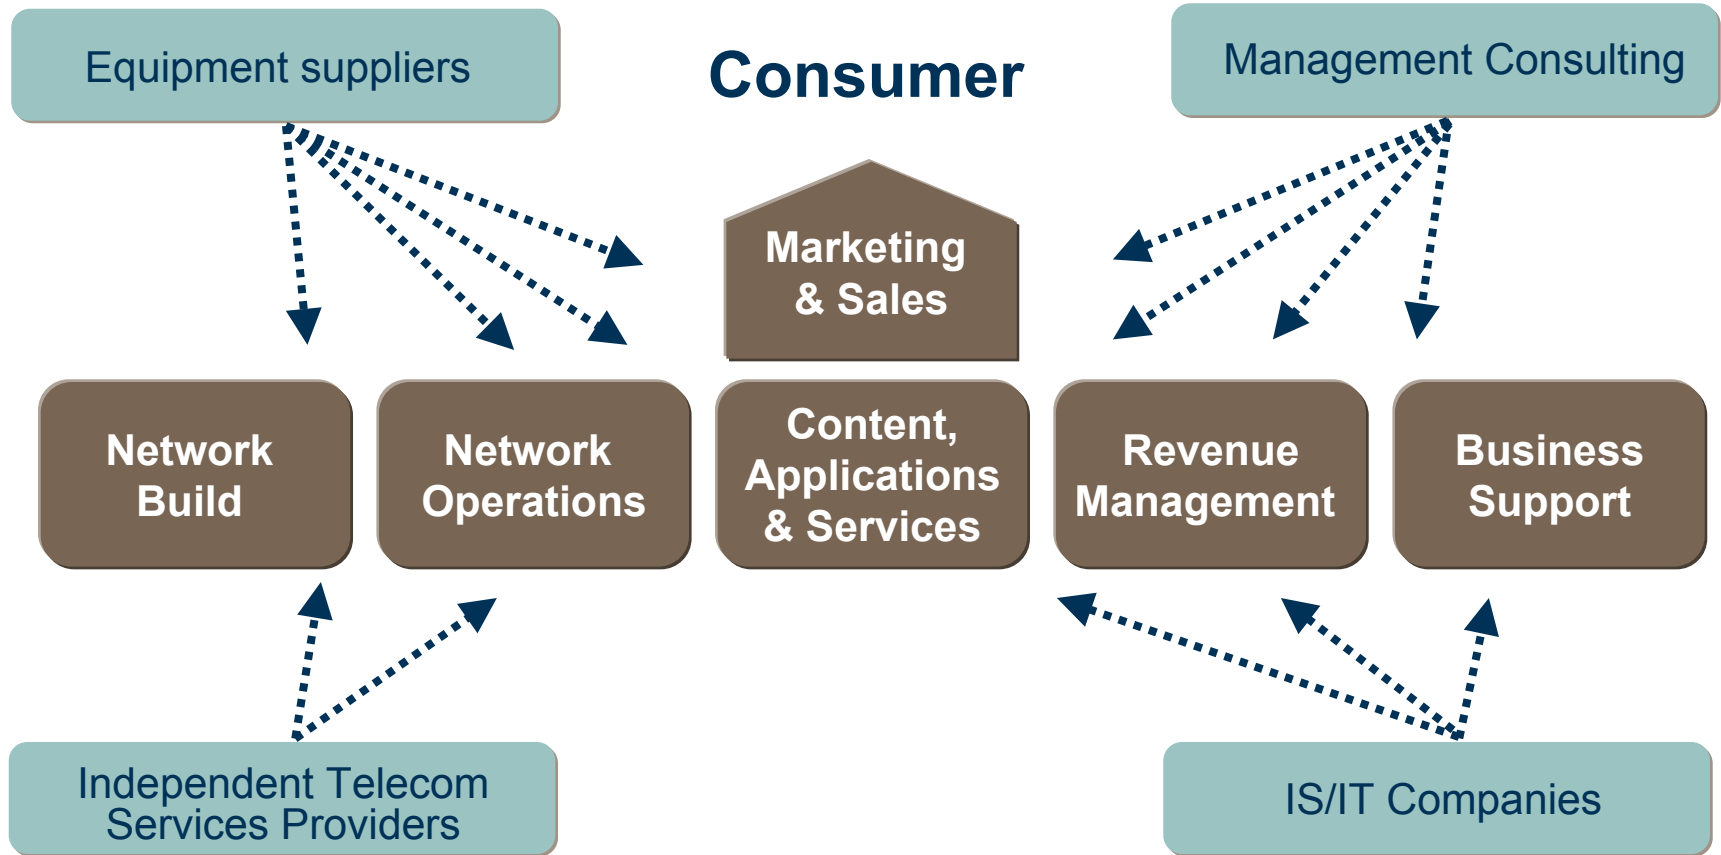 Equipment suppliers
Consumer
Management Consulting
Marketing
& Sales
Network
Build
Network
Operations
Content,
Applications
& Services
Revenue
Management
Business
Support
Independent Telecom
Services Providers
IS/IT Companies